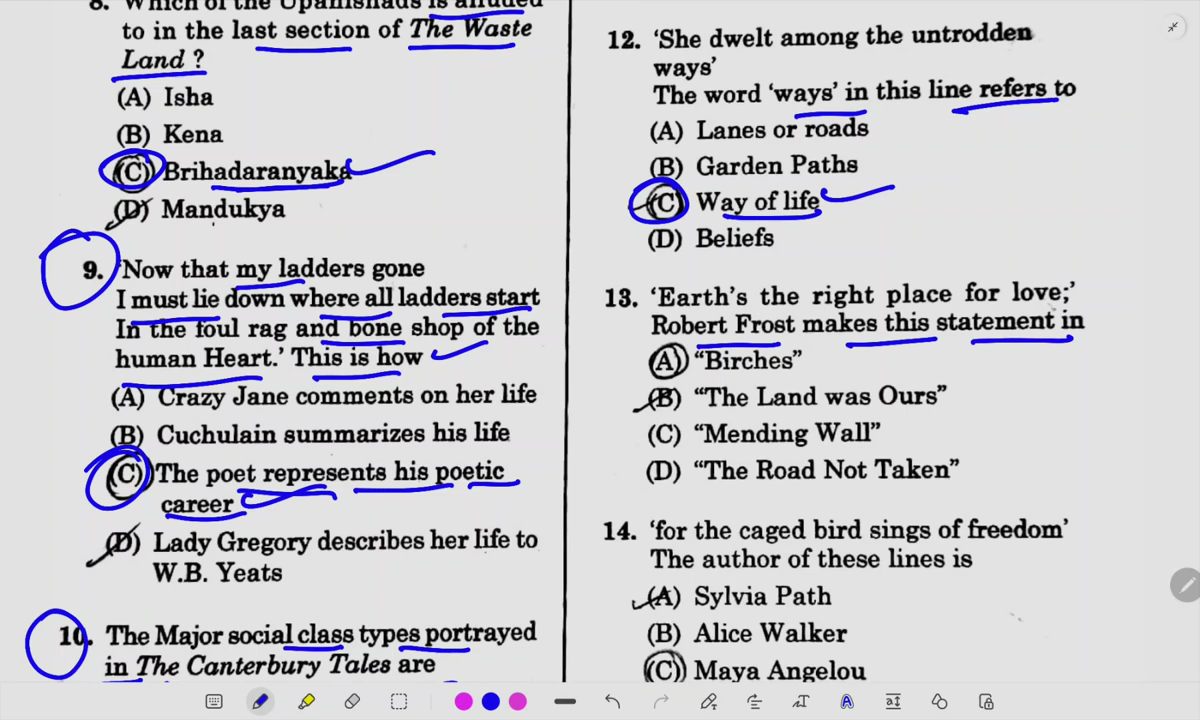 8. Which of the Upanishads is alluded
to in the last section of The Waste
Land ?
(A) Isha
(B) Kena
(C) Brihadaranyaka
(D) Mandukya
9. 'Now that my ladders gone
I must lie down where all ladders start
In the foul rag and bone shop of the
human Heart.' This is how
(A) Crazy Jane comments on her life
(B) Cuchulain summarizes his life
(C) The poet represents his poetic
career
(D) Lady Gregory describes her life to
W.B. Yeats
10. The Major social class types portrayed
in The Canterbury Tales are
12. 'She dwelt among the untrodden
ways'
The word 'ways' in this line refers to
(A) Lanes or roads
(B) Garden Paths
(C) Way of life
(D) Beliefs
13. 'Earth's the right place for love;'
Robert Frost makes this statement in
(A) "Birches"
(B) "The Land was Ours"
(C) "Mending Wall"
(D) "The Road Not Taken"
14. 'for the caged bird sings of freedom'
The author of these lines is
(A) Sylvia Path
(B) Alice Walker
(C) Maya Angelou